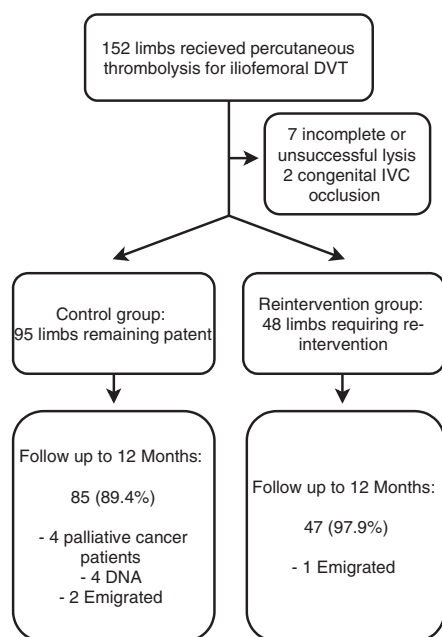 152 limbs recieved percutaneous
thrombolysis for iliofemoral DVT
7 incomplete or
unsuccessful lysis
2 congenital IVC
occlusion
Control group:
95 limbs remaining patent
Reintervention group:
48 limbs requiring re-
intervention
Follow up to 12 Months:
85 (89.4%)
- 4 palliative cancer
patients
- 4 DNA
- 2 Emigrated
Follow up to 12 Months:
47 (97.9%)
- 1 Emigrated